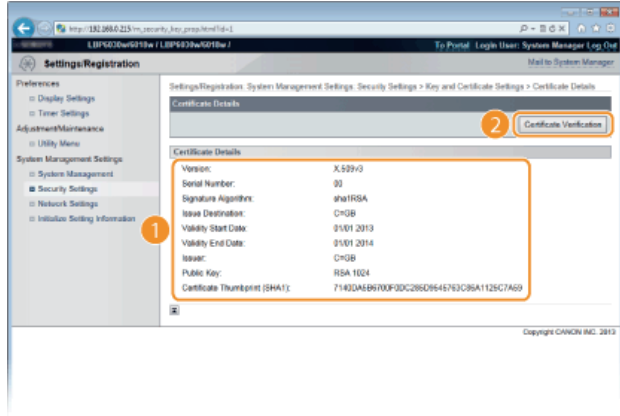 http://192.168.0.215/m_security_key_prop.html?id=1
LBP6030w/6018w / LBP6030w/6018w /
To Portal Login User: System Manager Log Out
Settings/Registration
Mail to System Manager
Preferences
Display Settings
Timer Settings
Adjustment/Maintenance
Utility Menu
System Management Settings
System Management
Security Settings
Network Settings
Initialize Setting Information
Settings/Registration: System Management Settings: Security Settings > Key and Certificate Settings > Certificate Details
Certificate Details
2
Certificate Verification
Certificate Details
1
Version: X.509v3
Serial Number: 00
Signature Algorithm: sha1RSA
Issue Destination: C=GB
Validity Start Date: 01/01 2013
Validity End Date: 01/01 2014
Issuer: C=GB
Public Key: RSA 1024
Certificate Thumbprint (SHA1):
Copyright CANON INC. 2013